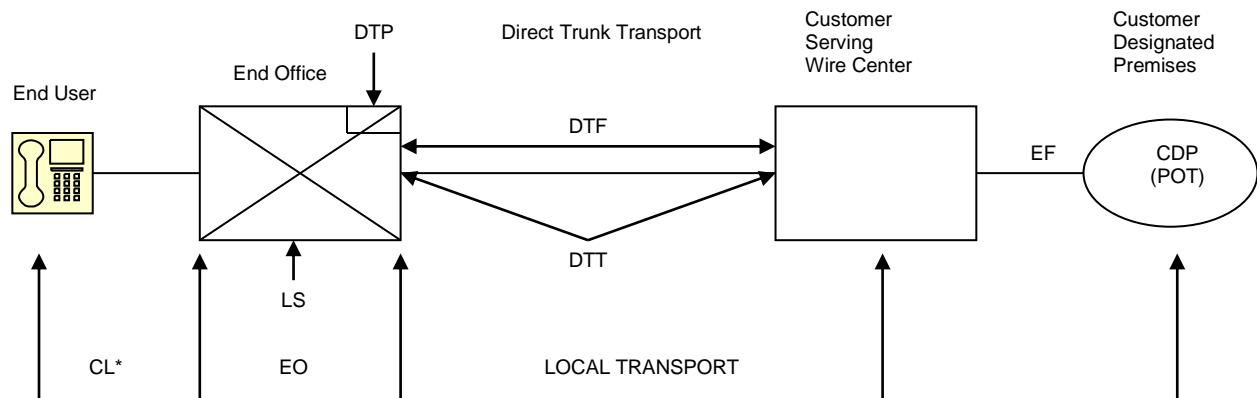 DTP
Direct Trunk Transport
Customer
Serving
Wire Center
Customer
Designated
Premises
End Office
End User
DTF
EF
CDP
(POT)
DTT
LS
CL*
EO
LOCAL TRANSPORT